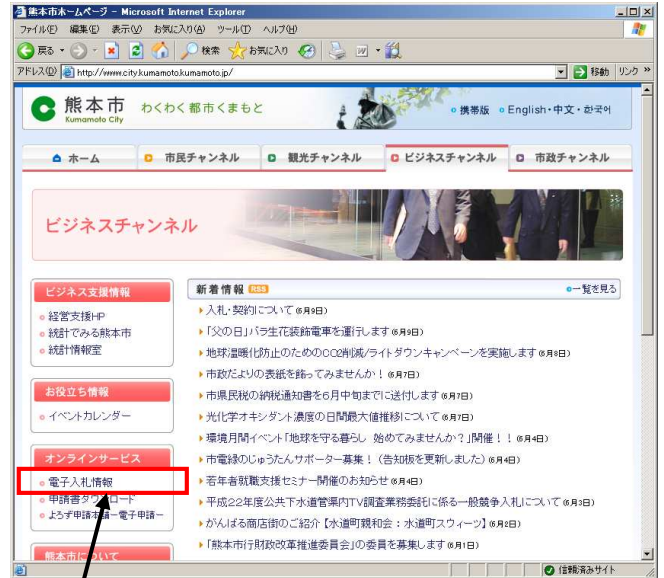 熊本市ホームページ - Microsoft Internet Explorer
ファイル(F) 編集(E) 表示(V) お気に入り(A) ツール(T) ヘルプ(H)
戻る 検索 お気に入り
アドレス(D) http://www.city.kumamoto.kumamoto.jp/ 移動 リンク »
熊本市 わくわく都市くまもと 携帯版 English・中文・한국어
Kumamoto City
ホーム 市民チャンネル 観光チャンネル ビジネスチャンネル 市政チャンネル
ビジネスチャンネル
ビジネス支援情報
経営支援HP
統計でみる熊本市
統計情報室
お役立ち情報
イベントカレンダー
オンラインサービス
電子入札情報
申請書ダウンロード
よろず申請本舗-電子申請-
熊本市について
新着情報 RSS 一覧を見る
入札・契約について(6月9日)
「父の日」バラ生花装飾電車を運行します(6月9日)
地球温暖化防止のためのCO2削減/ライトダウンキャンペーンを実施します(6月8日)
市政だよりの表紙を飾ってみませんか!(6月7日)
市県民税の納税通知書を6月中旬までに送付します(6月7日)
光化学オキシダント濃度の日間最大値推移について(6月7日)
環境月間イベント「地球を守る暮らし 始めてみませんか?」開催!!(6月4日)
市電緑のじゅうたんサポーター募集!(告知板を更新しました)(6月4日)
若年者就職支援セミナー開催のお知らせ(6月4日)
平成22年度公共下水道管渠内TV調査業務委託に係る一般競争入札について(6月3日)
がんばる商店街のご紹介【水道町親和会:水道町スウィーツ】(6月2日)
「熊本市行財政改革推進委員会」の委員を募集します(6月1日)
信頼済みサイト